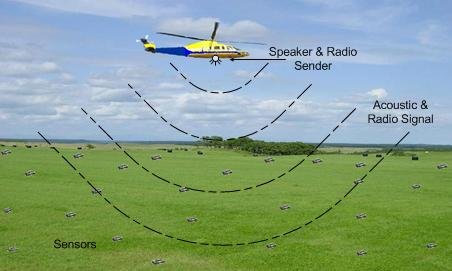 Speaker & Radio
Sender
Acoustic &
Radio Signal
Sensors